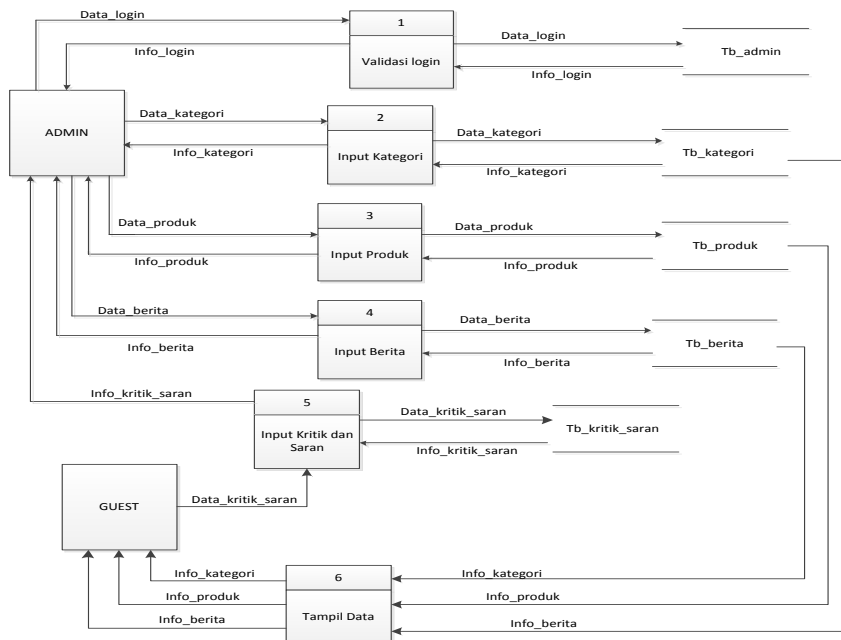 Data_login
1
Data_login
Info_login
Validasi login
Tb_admin
Info_login
ADMIN
Data_kategori
2
Data_kategori
Info_kategori
Input Kategori
Tb_kategori
Info_kategori
Data_produk
3
Data_produk
Info_produk
Input Produk
Tb_produk
Info_produk
Data_berita
4
Data_berita
Info_berita
Input Berita
Tb_berita
Info_berita
Info_kritik_saran
5
Data_kritik_saran
Input Kritik dan
Saran
Tb_kritik_saran
Info_kritik_saran
GUEST
Data_kritik_saran
Info_kategori
6
Info_kategori
Info_produk
Info_produk
Info_berita
Tampil Data
Info_berita